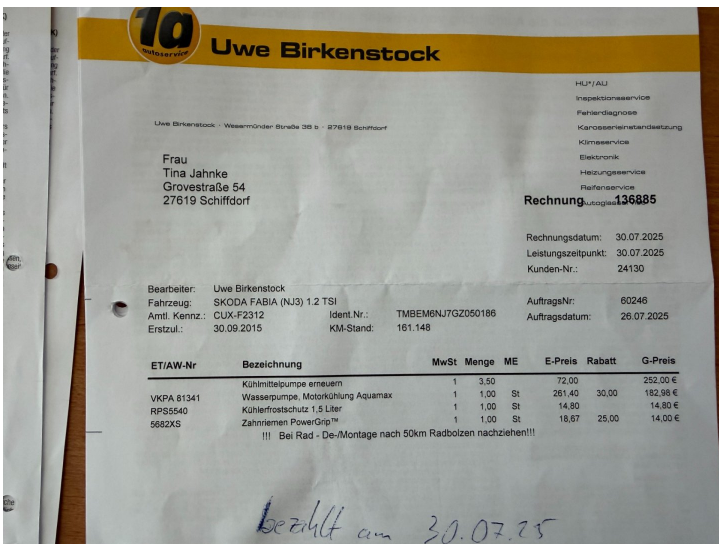 1a
autoservice
Uwe Birkenstock
HU*/AU
Inspektionsservice
Fehlerdiagnose
Karosserieinstandsetzung
Klimaservice
Elektronik
Heizungsservice
Reifenservice
Uwe Birkenstock - Wesermünder Straße 38 b - 27619 Schiffdorf
Frau
Tina Jahnke
Grovestraße 54
27619 Schiffdorf
Rechnung 136885
Rechnungsdatum: 30.07.2025
Leistungszeitpunkt: 30.07.2025
Kunden-Nr.: 24130
Bearbeiter: Uwe Birkenstock
Fahrzeug: SKODA FABIA (NJ3) 1.2 TSI AuftragsNr: 60246
Amtl. Kennz.: CUX-F2312 Ident.Nr.: TMBEM6NJ7GZ050186 Auftragsdatum: 26.07.2025
Erstzul.: 30.09.2015 KM-Stand: 161.148
ET/AW-Nr Bezeichnung MwSt Menge ME E-Preis Rabatt G-Preis
Kühlmittelpumpe erneuern 1 3,50 72,00 252,00 €
VKPA 81341 Wasserpumpe, Motorkühlung Aquamax 1 1,00 St 261,40 30,00 182,98 €
RPS5540 Kühlerfrostschutz 1,5 Liter 1 1,00 St 14,80 14,80 €
5682XS Zahnriemen PowerGrip™ 1 1,00 St 18,67 25,00 14,00 €
!!! Bei Rad - De-/Montage nach 50km Radbolzen nachziehen!!!
bezahlt am 30.07.25